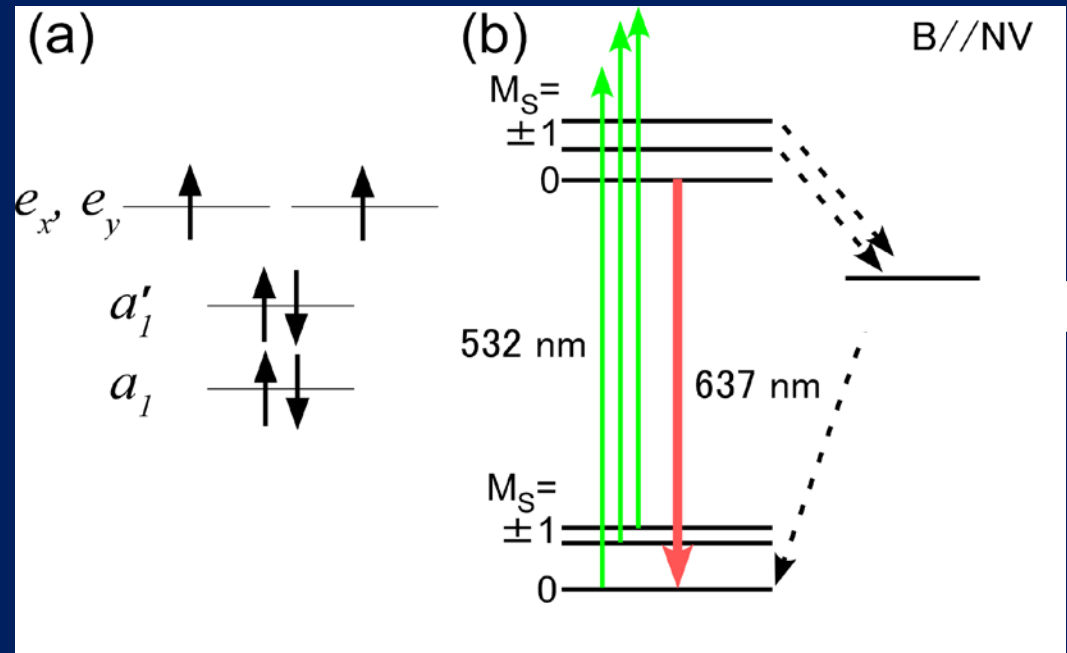 (a)
e_x, e_y
a'_1
a_1
(b)
B//NV
M_S=
±1
0
532 nm
637 nm
M_S=
±1
0